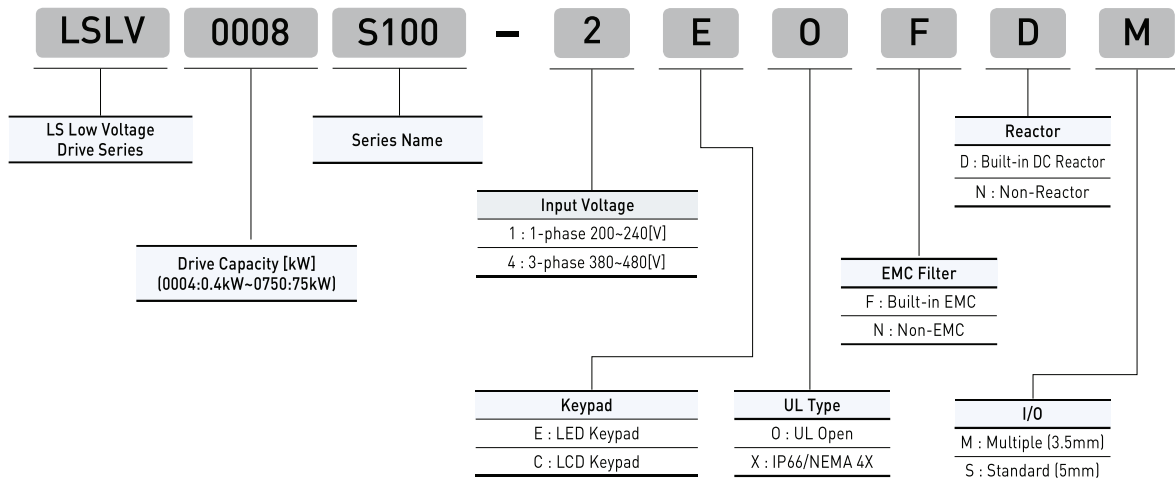 LSLV 0008 S100 - 2 E O F D M
LS Low Voltage
Drive Series
Series Name
Reactor
D : Built-in DC Reactor
N : Non-Reactor
Input Voltage
1 : 1-phase 200~240[V]
4 : 3-phase 380~480[V]
Drive Capacity [kW]
(0004:0.4kW~0750:75kW)
EMC Filter
F : Built-in EMC
N : Non-EMC
Keypad
E : LED Keypad
C : LCD Keypad
UL Type
O : UL Open
X : IP66/NEMA 4X
I/O
M : Multiple (3.5mm)
S : Standard (5mm)